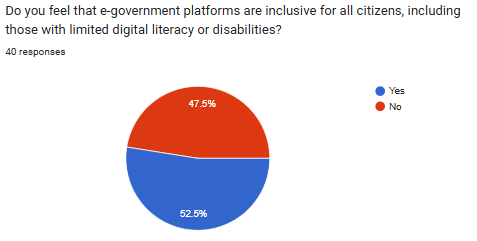 Do you feel that e-government platforms are inclusive for all citizens, including
those with limited digital literacy or disabilities?
40 responses
47.5%
52.5%
Yes
No